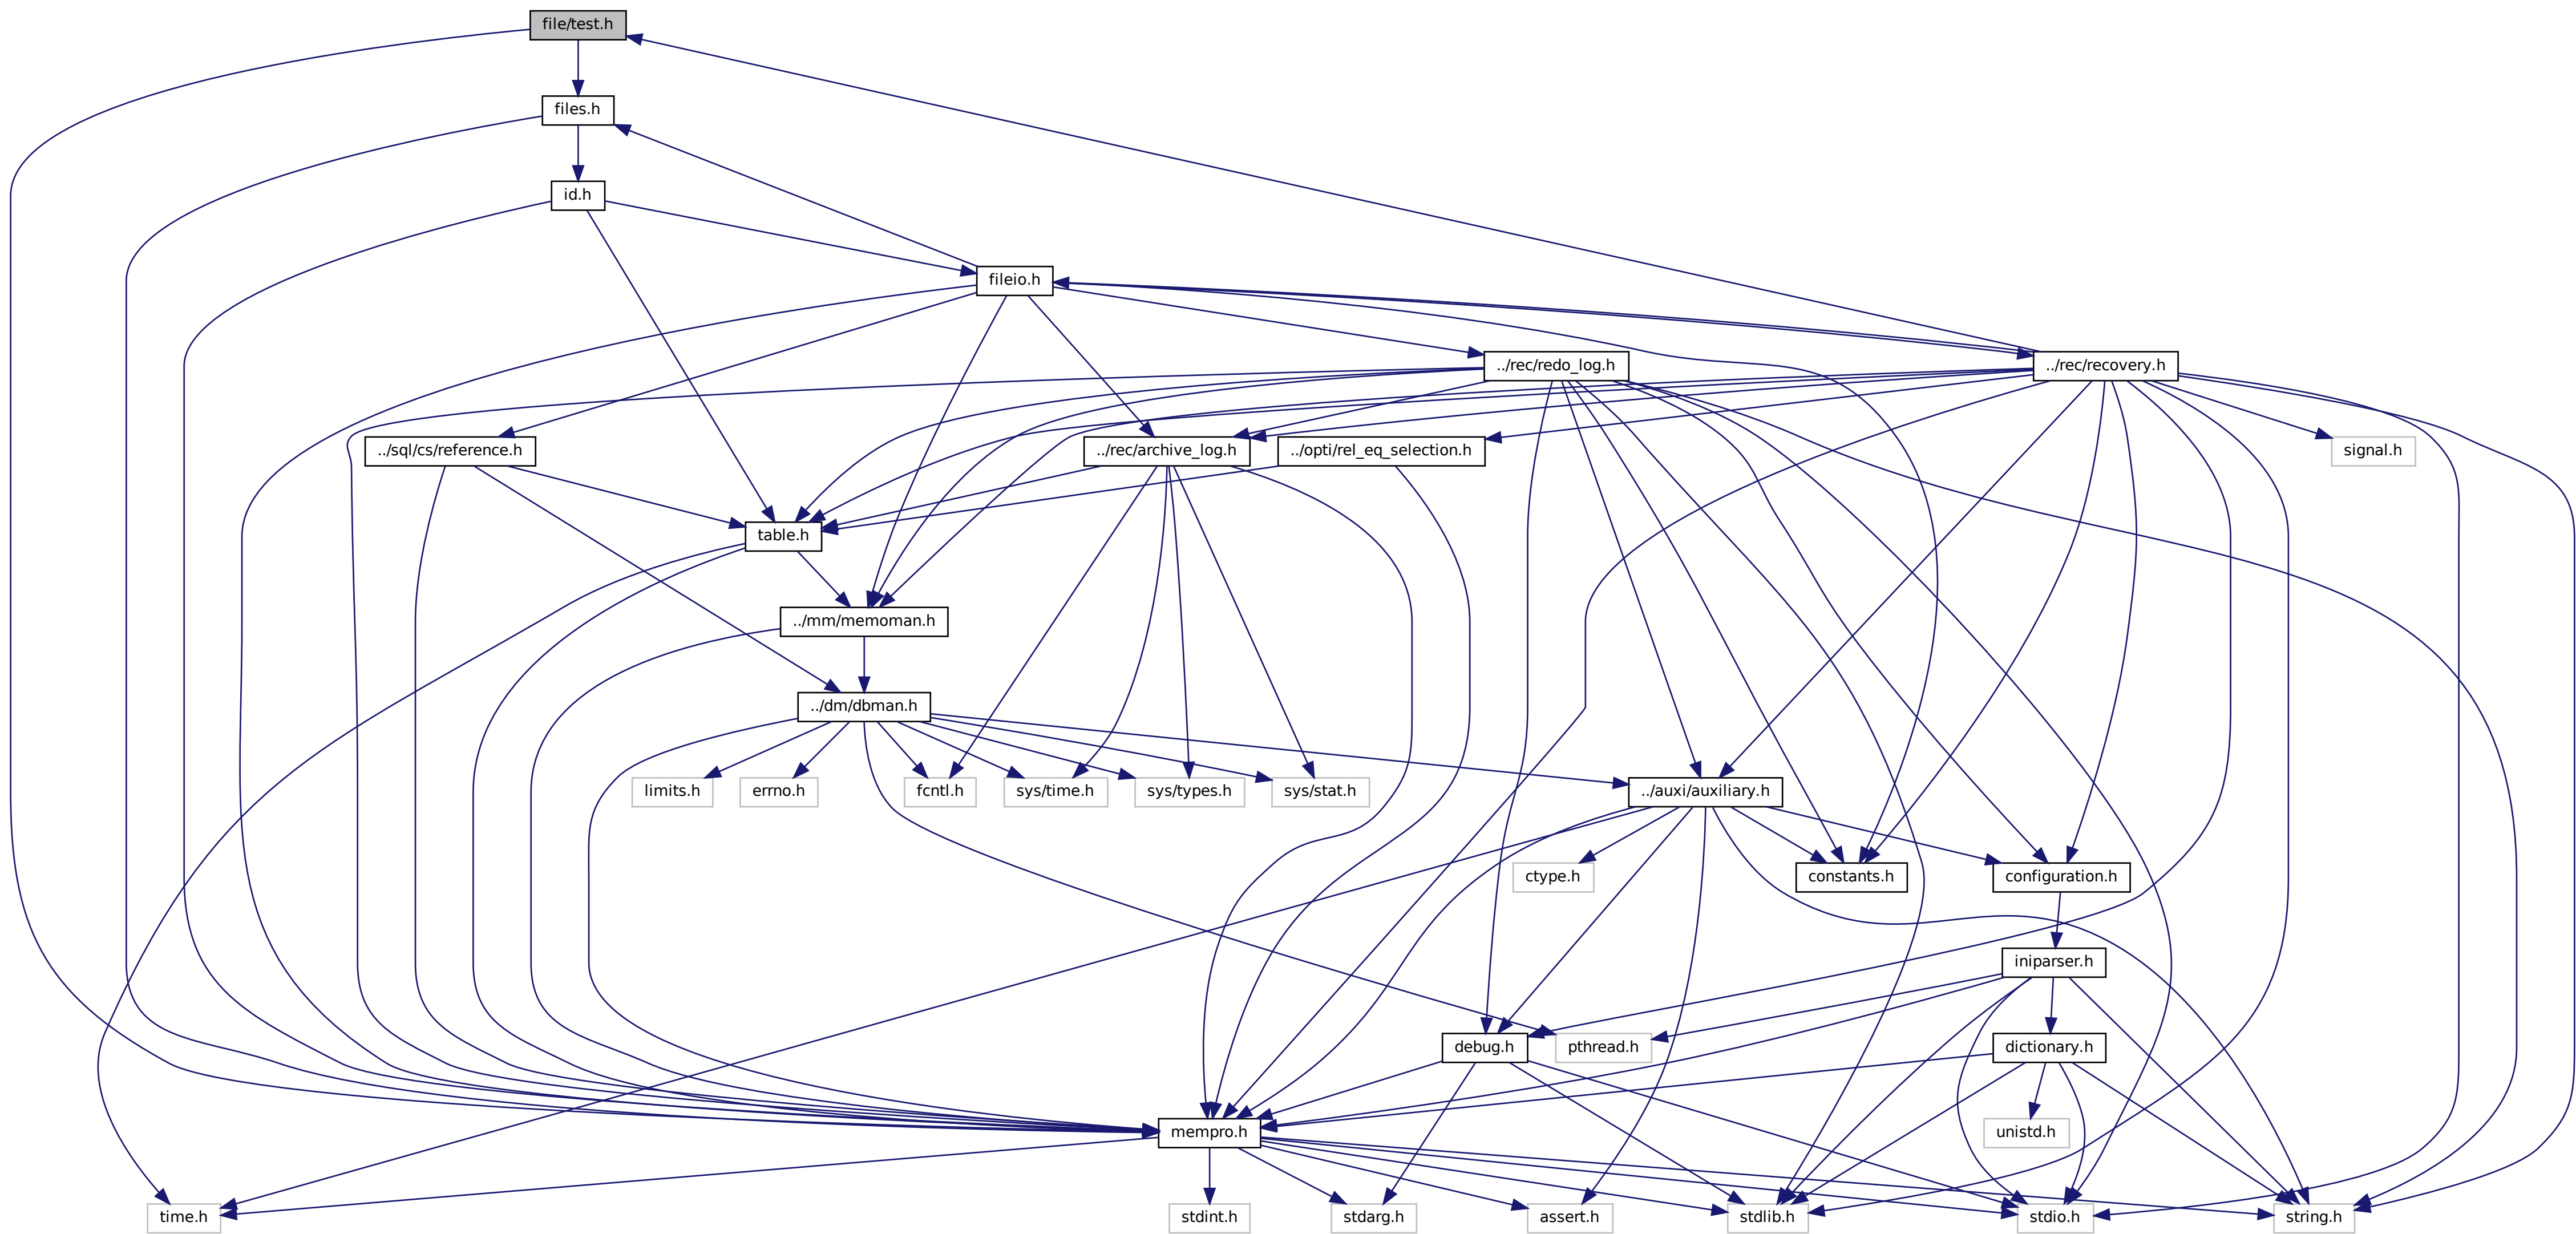 file/test.h
files.h
id.h
fileio.h
../rec/redo_log.h
../rec/recovery.h
../sql/cs/reference.h
../rec/archive_log.h
../opti/rel_eq_selection.h
signal.h
table.h
../mm/memoman.h
../dm/dbman.h
limits.h
errno.h
fcntl.h
sys/time.h
sys/types.h
sys/stat.h
../auxi/auxiliary.h
ctype.h
constants.h
configuration.h
iniparser.h
debug.h
pthread.h
dictionary.h
mempro.h
unistd.h
time.h
stdint.h
stdarg.h
assert.h
stdlib.h
stdio.h
string.h